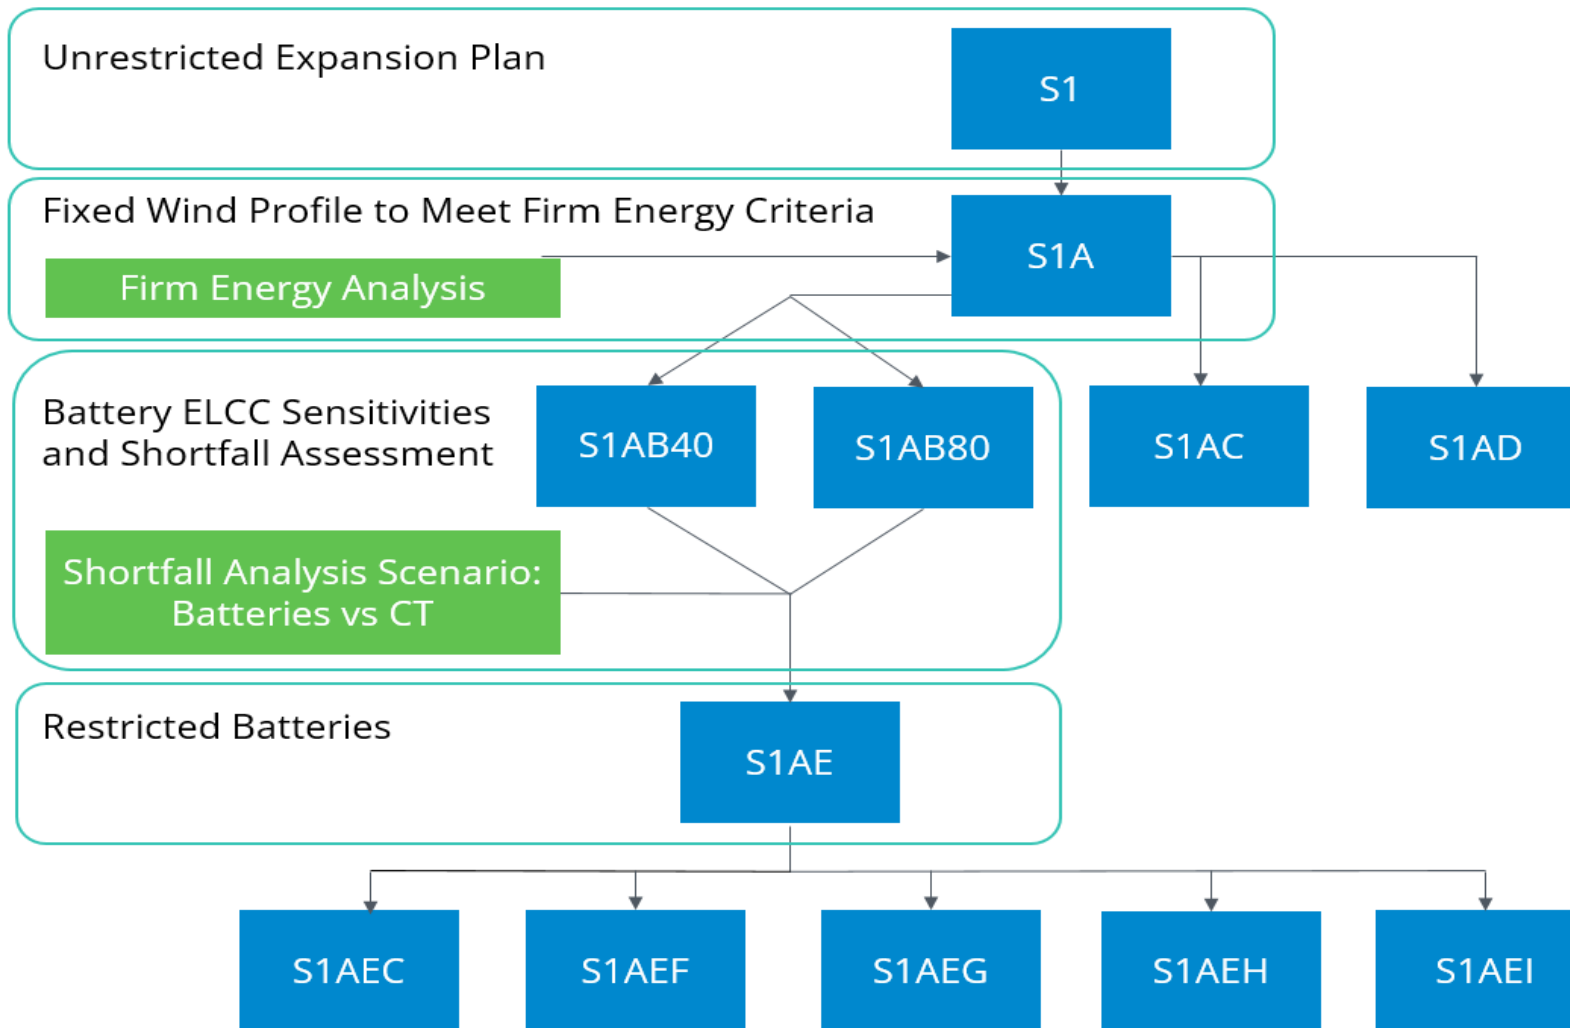 Unrestricted Expansion Plan
S1
Fixed Wind Profile to Meet Firm Energy Criteria
S1A
Firm Energy Analysis
Battery ELCC Sensitivities
and Shortfall Assessment
S1AB40
S1AB80
S1AC
S1AD
Shortfall Analysis Scenario:
Batteries vs CT
Restricted Batteries
S1AE
S1AEC
S1AEF
S1AEG
S1AEH
S1AEI